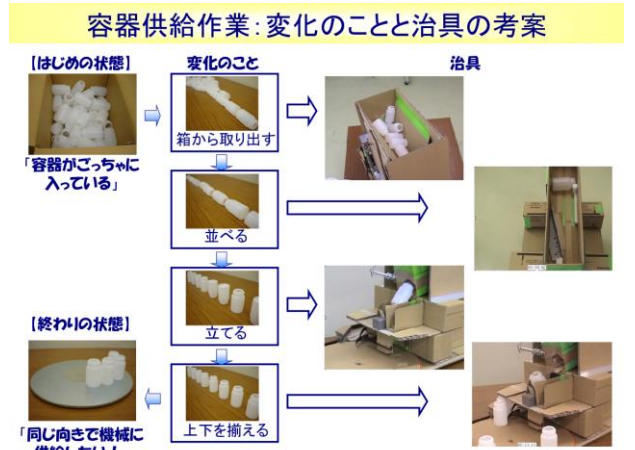 容器供給作業:変化のことと治具の考案
【はじめの状態】
変化のこと
治具
箱から取り出す
「容器がごっちゃに
入っている」
並べる
立てる
【終わりの状態】
上下を揃える
「同じ向きで機械に